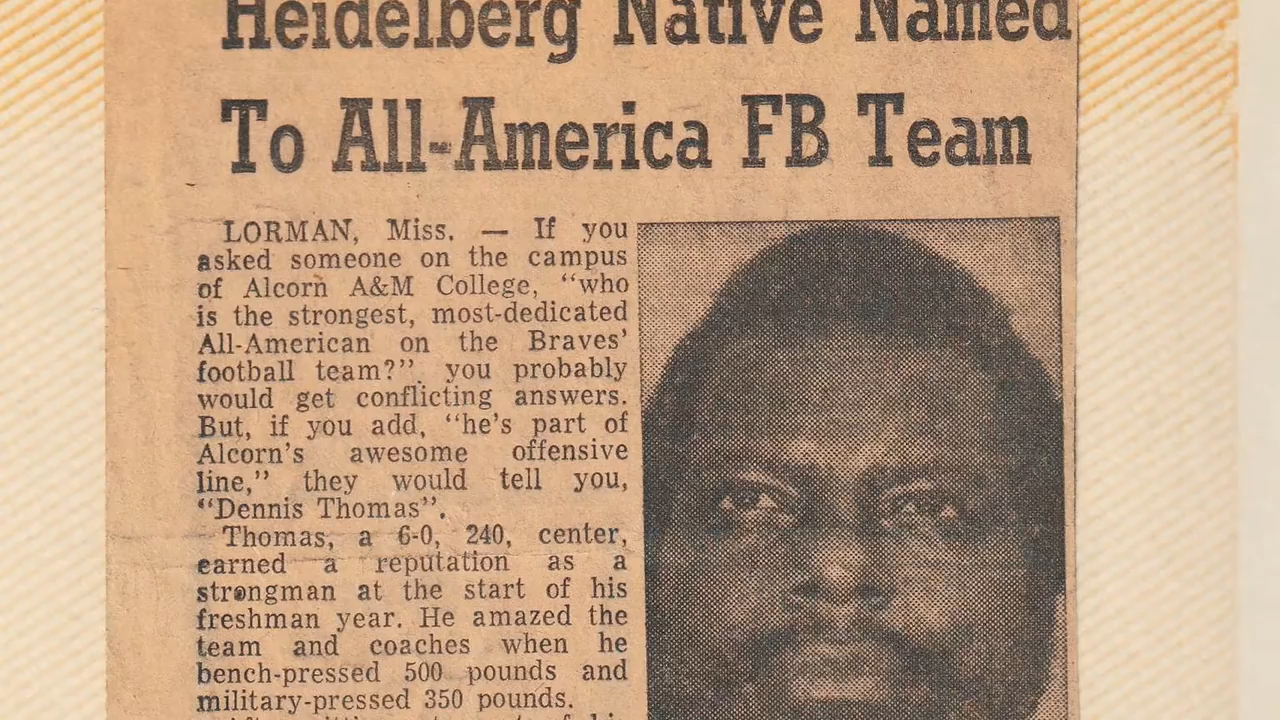 Heidelberg Native Named
To All-America FB Team
LORMAN, Miss. — If you
asked someone on the campus
of Alcorn A&M College, “who
is the strongest, most-dedicated
All-American on the Braves’
football team?” you probably
would get conflicting answers.
But, if you add, “he’s part of
Alcorn’s awesome offensive
line,” they would tell you,
“Dennis Thomas”.
Thomas, a 6-0, 240, center,
earned a reputation as a
strongman at the start of his
freshman year. He amazed the
team and coaches when he
bench-pressed 500 pounds and
military-pressed 350 pounds.